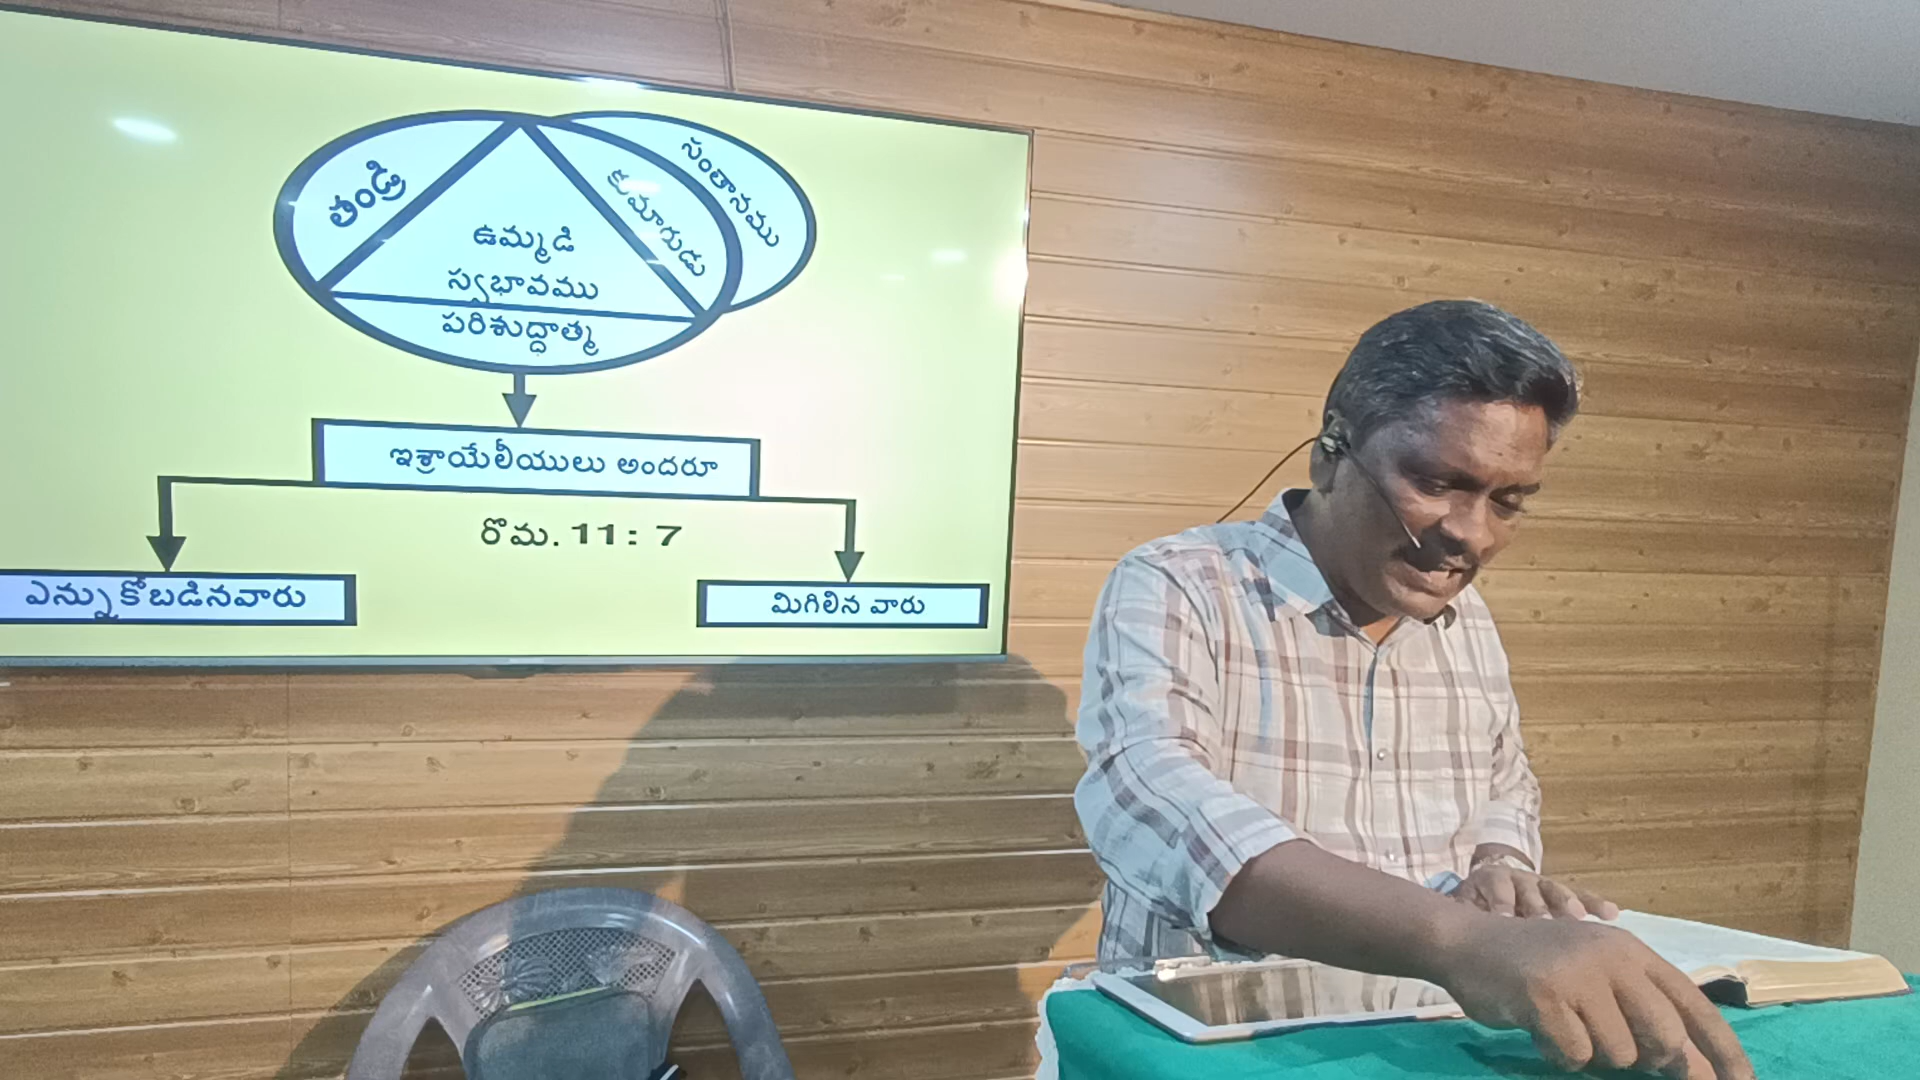 తండ్రి
కుమారుడు
సంతానము
ఉమ్మడి
స్వభావము
పరిశుద్ధాత్మ
ఇశ్రాయేలీయులు అందరూ
రోమ. 11: 7
ఎన్నుకోబడినవారు
మిగిలిన వారు